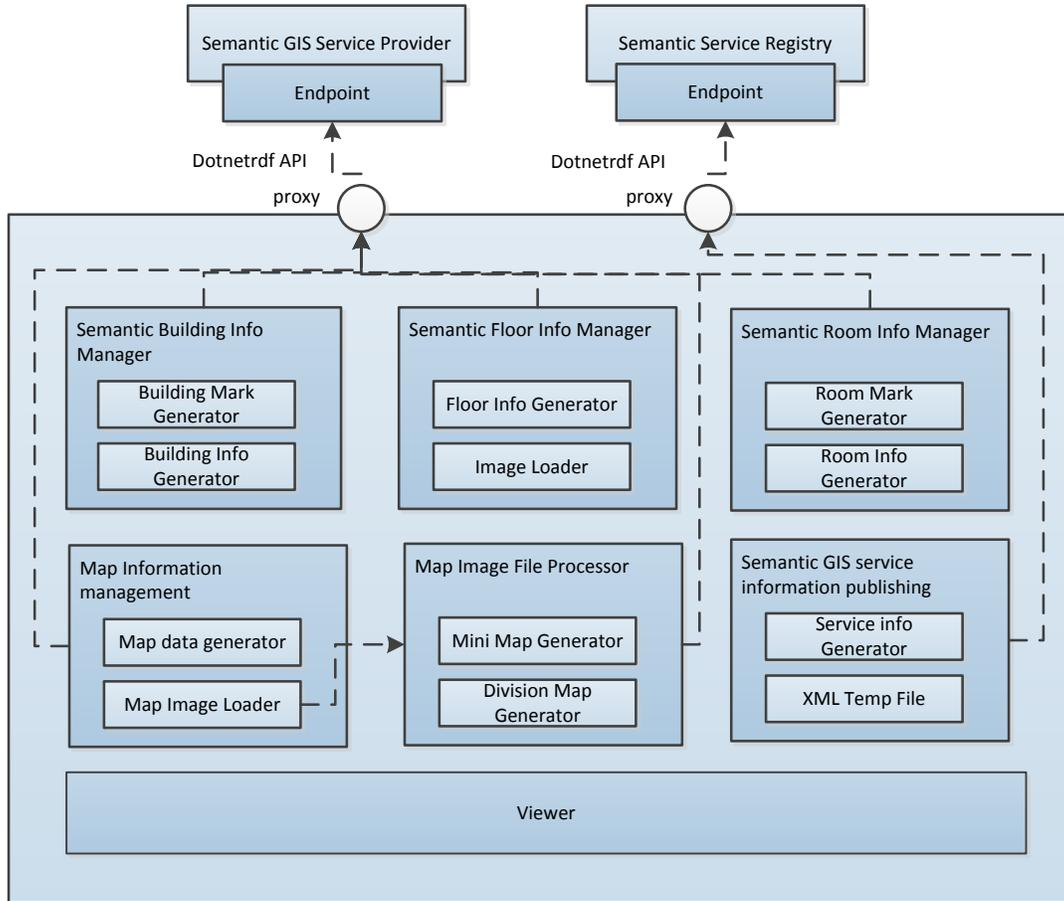 Semantic GIS Service Provider
Endpoint
Semantic Service Registry
Endpoint
Dotnetrdf API
proxy
Dotnetrdf API
proxy
Semantic Building Info
Manager
Building Mark
Generator
Building Info
Generator
Semantic Floor Info Manager
Floor Info Generator
Image Loader
Semantic Room Info Manager
Room Mark
Generator
Room Info
Generator
Map Information
management
Map data generator
Map Image Loader
Map Image File Processor
Mini Map Generator
Division Map
Generator
Semantic GIS service
information publishing
Service info
Generator
XML Temp File
Viewer